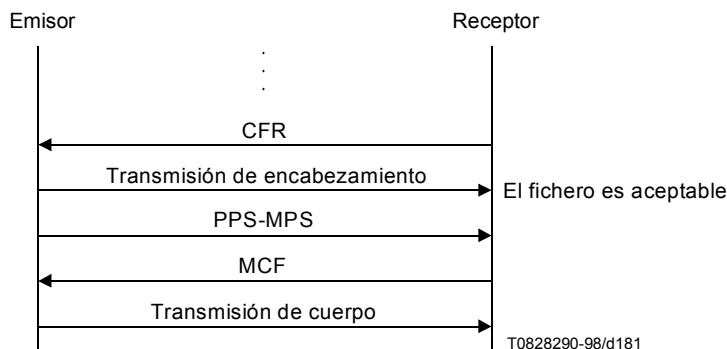 Emisor
Receptor
.
.
.
CFR
Transmisión de encabezamiento
El fichero es aceptable
PPS-MPS
MCF
Transmisión de cuerpo
T0828290-98/d181